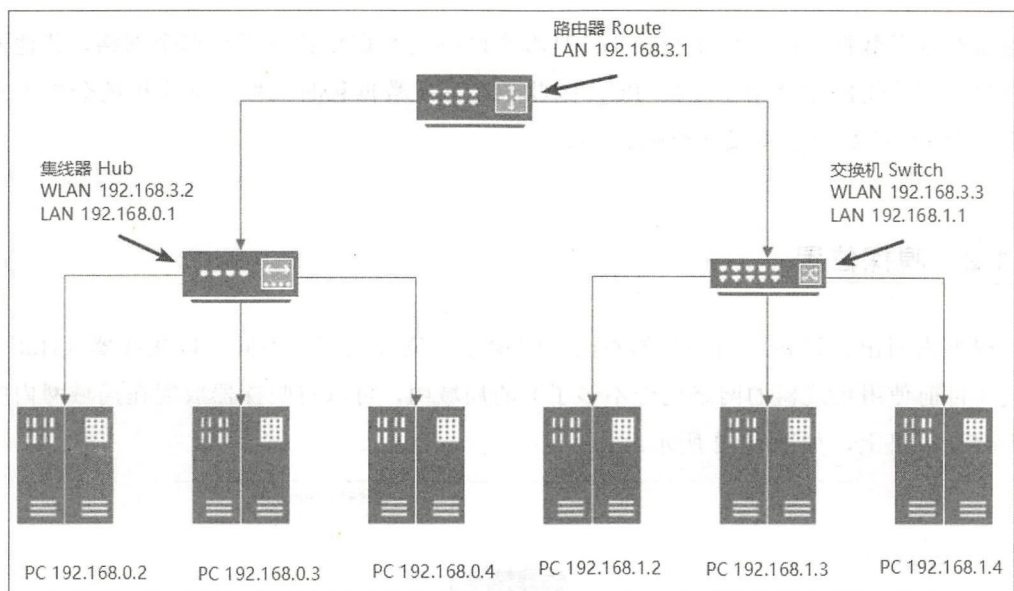 路由器 Route
LAN 192.168.3.1
集线器 Hub
WLAN 192.168.3.2
LAN 192.168.0.1
交换机 Switch
WLAN 192.168.3.3
LAN 192.168.1.1
PC 192.168.0.2
PC 192.168.0.3
PC 192.168.0.4
PC 192.168.1.2
PC 192.168.1.3
PC 192.168.1.4